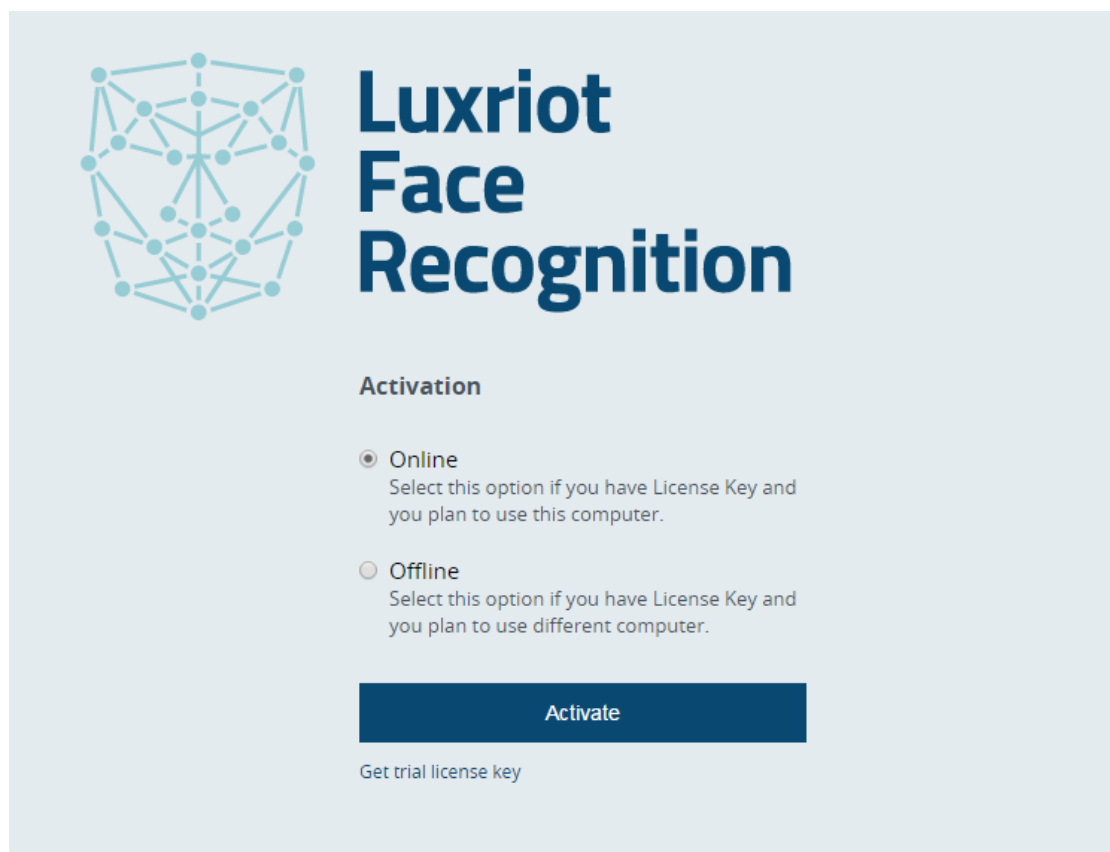 Luxriot
Face
Recognition
Activation
Online
Select this option if you have License Key and
you plan to use this computer.
Offline
Select this option if you have License Key and
you plan to use different computer.
Activate
Get trial license key